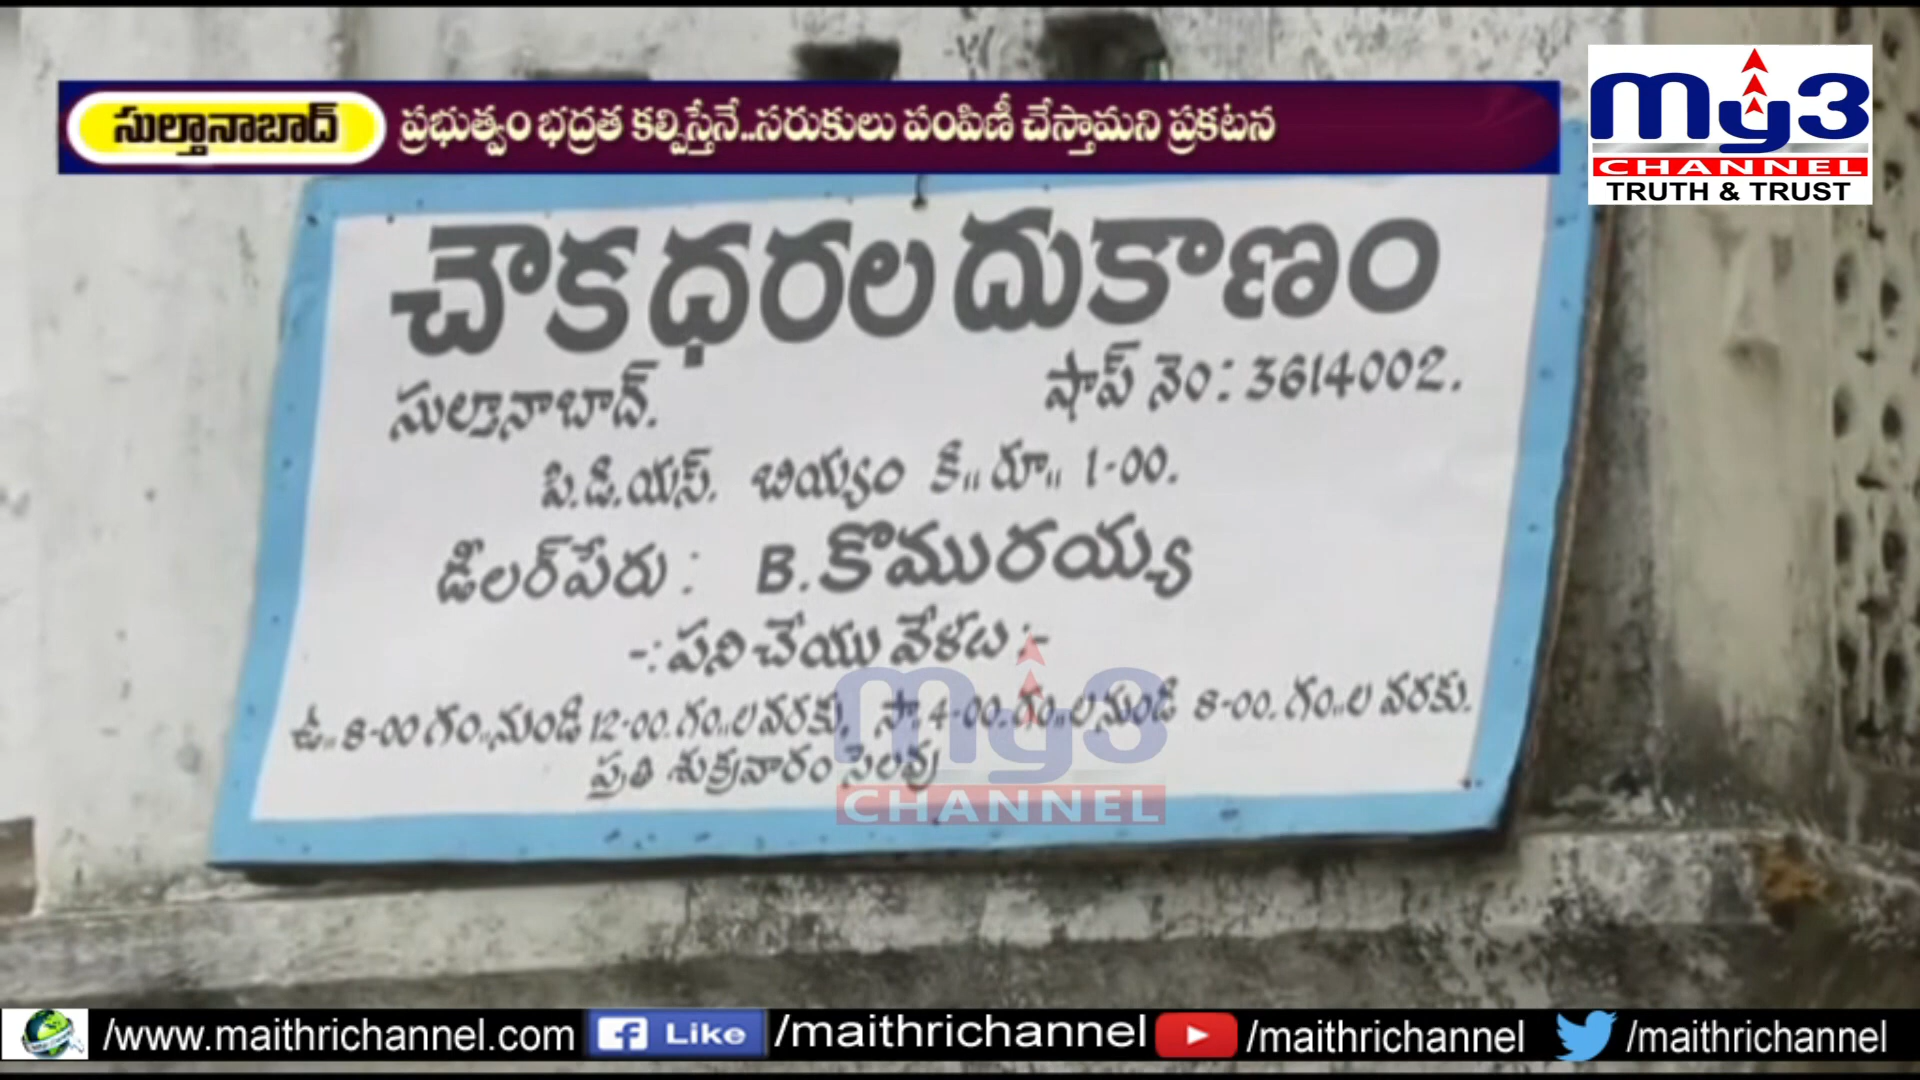 సుల్తానాబాద్ ప్రభుత్వం భద్రత కల్పిస్తేనే..సరుకులు పంపిణీ చేస్తామని ప్రకటన
my3
CHANNEL
TRUTH & TRUST
చౌకధరల దుకాణం
సుల్తానాబాద్. షాప్ నెం: 3614002.
పి.డి.యస్. బియ్యం కి,, రూ,, 1-00.
డీలర్‌పేరు : B.కొమురయ్య
-:పనిచేయు వేళలు:-
ఉ,, 8-00 గం,,నుండి 12-00.గం,,ల వరకు, సా,, 4-00.గం,,ల నుండి 8-00. గం,,ల వరకు.
ప్రతి శుక్రవారం సెలవు
my3
CHANNEL
/www.maithrichannel.com f Like /maithrichannel /maithrichannel /maithrichannel